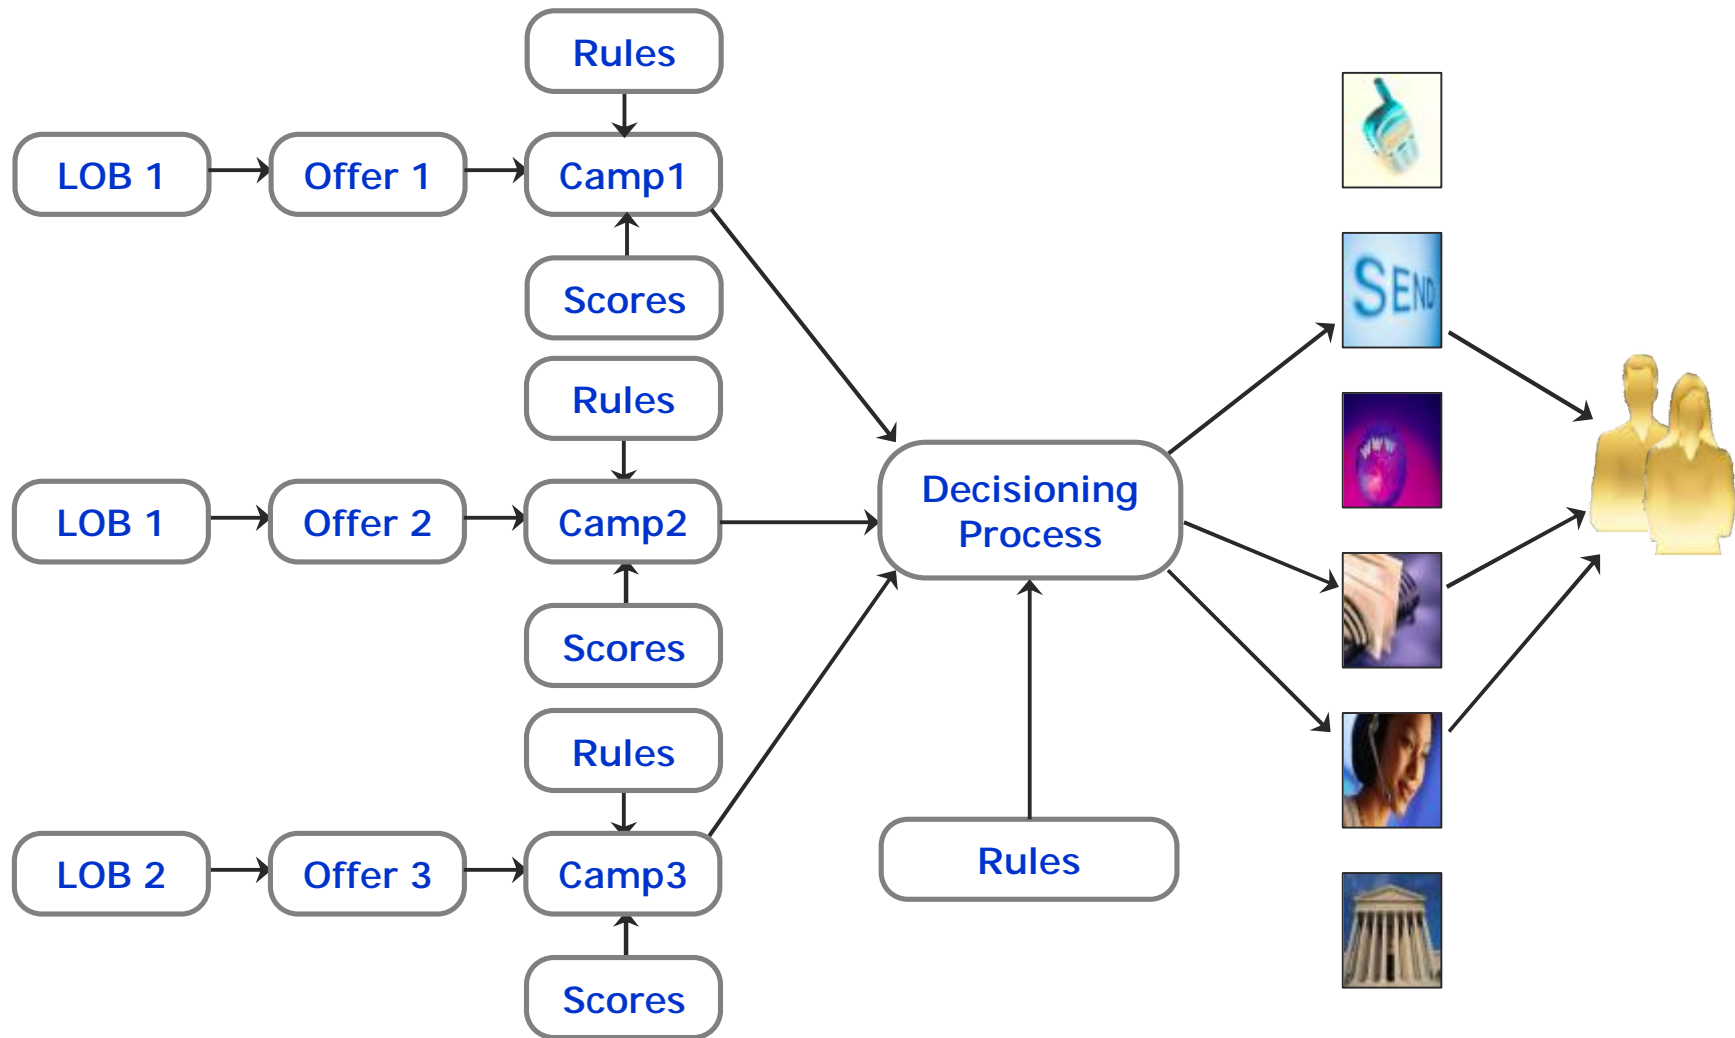 Rules
LOB 1
Offer 1
Camp1
Scores
SEND
Rules
WWW
LOB 1
Offer 2
Camp2
Decisioning
Process
Scores
Rules
LOB 2
Offer 3
Camp3
Rules
Scores